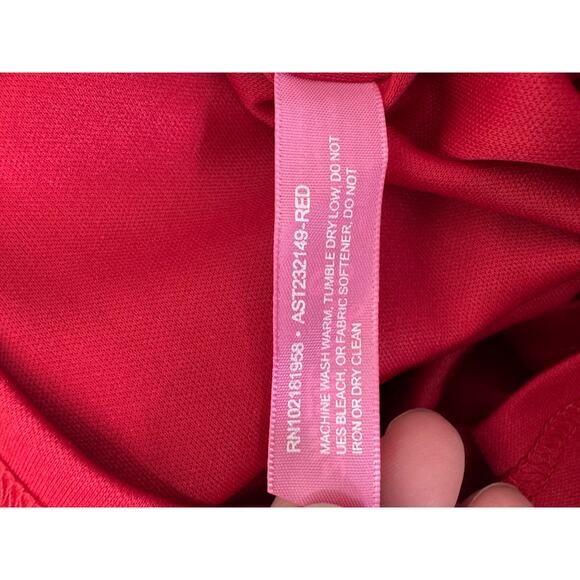 RN102181958 • AST232149-RED
MACHINE WASH WARM, TUMBLE DRY LOW, DO NOT
UES BLEACH, OR FABRIC SOFTENER, DO NOT
IRON OR DRY CLEAN